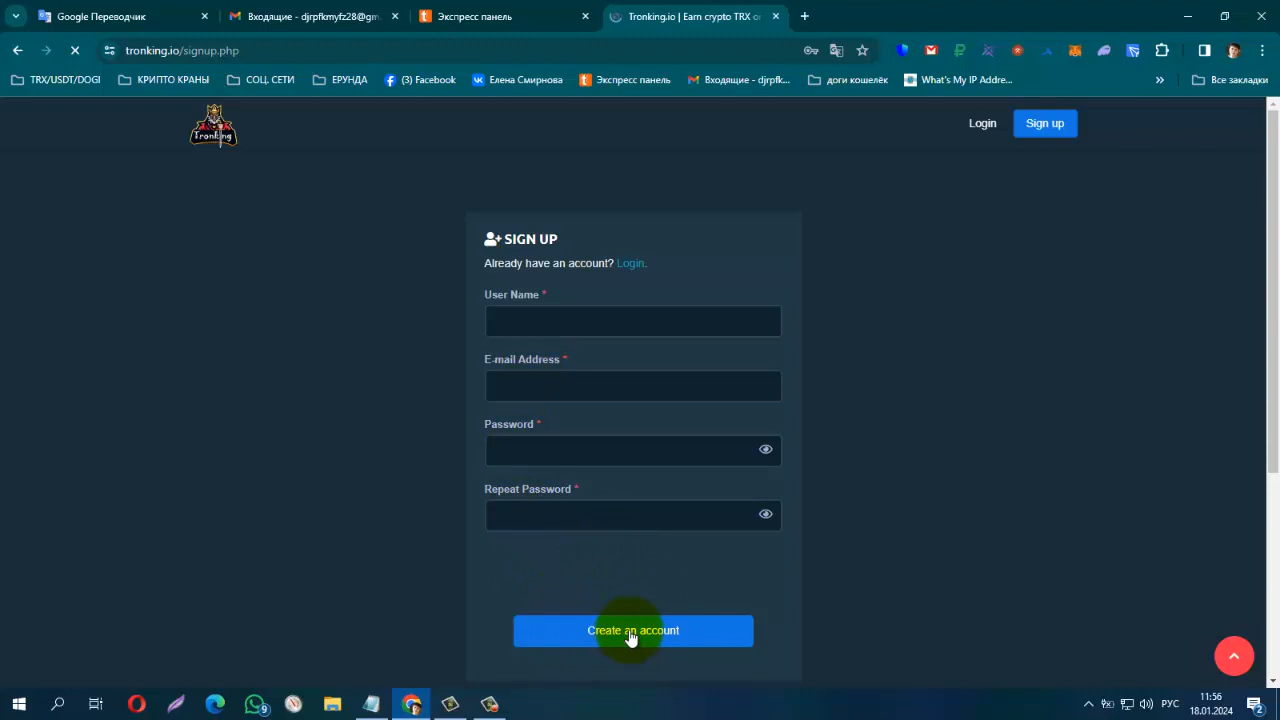 Google Переводчик
Входящие - djrpfkmyfz28@gm
Экспресс панель
Tronking.io | Earn crypto TRX or
tronking.io/signup.php
TRX/USDT/DOGI
КРИПТО КРАНЫ
СОЦ. СЕТИ
ЕРУНДА
(3) Facebook
Елена Смирнова
Экспресс панель
Входящие - djrpfk...
доги кошелёк
What's My IP Addre...
Все закладки
TronKing
Login
Sign up
SIGN UP
Already have an account? Login.
User Name *
E-mail Address *
Password *
Repeat Password *
Create an account
9
РУС
11:56
18.01.2024
2